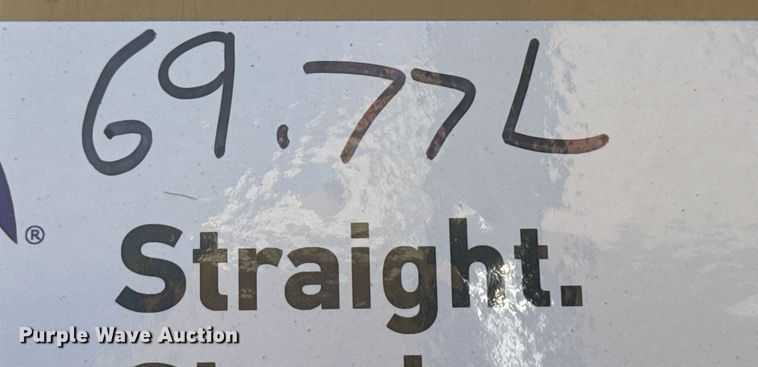 69.77L
®
Straight.
Purple Wave Auction